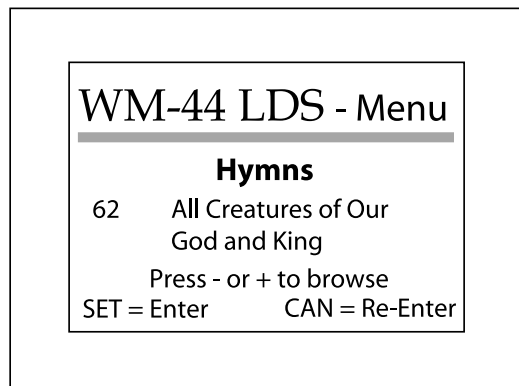 WM-44 LDS - Menu
Hymns
62 All Creatures of Our
God and King
Press - or + to browse
SET = Enter CAN = Re-Enter